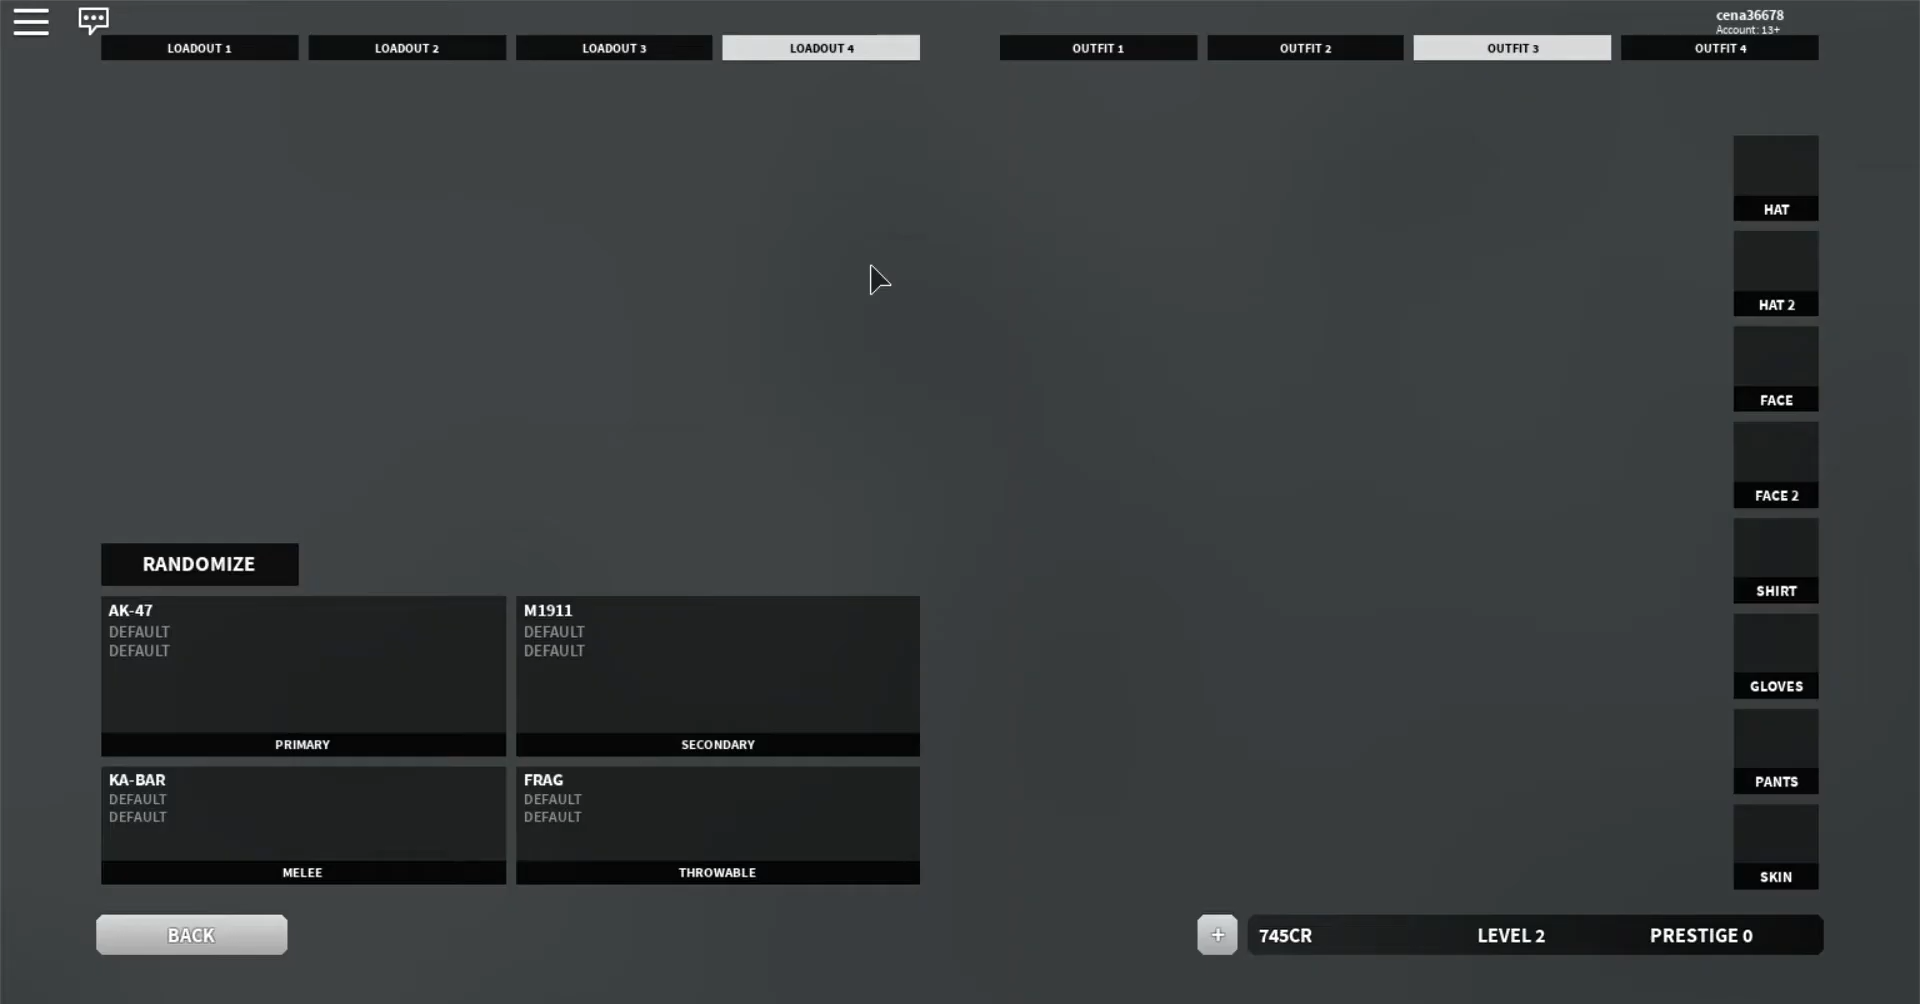 cena36678
Account: 13+
LOADOUT 1
LOADOUT 2
LOADOUT 3
LOADOUT 4
OUTFIT 1
OUTFIT 2
OUTFIT 3
OUTFIT 4
HAT
HAT 2
FACE
FACE 2
SHIRT
GLOVES
PANTS
SKIN
RANDOMIZE
AK-47
DEFAULT
DEFAULT
PRIMARY
M1911
DEFAULT
DEFAULT
SECONDARY
KA-BAR
DEFAULT
DEFAULT
MELEE
FRAG
DEFAULT
DEFAULT
THROWABLE
BACK
+
745CR
LEVEL 2
PRESTIGE 0